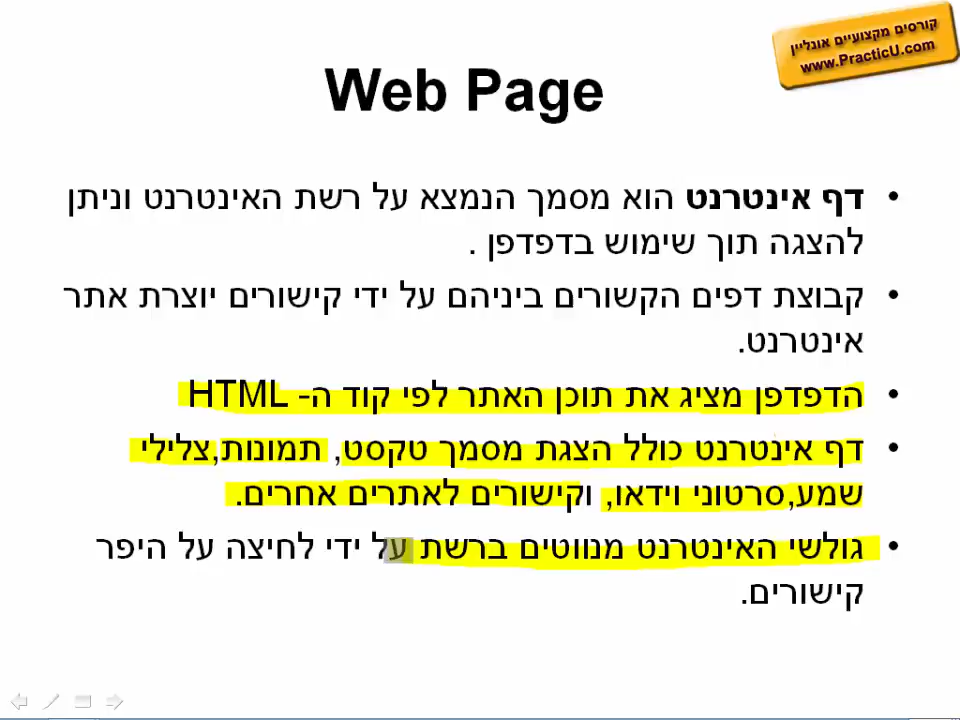 קורסים מקצועיים אונליין
www.PracticU.com
Web Page
• דף אינטרנט הוא מסמך הנמצא על רשת האינטרנט וניתן
להצגה תוך שימוש בדפדפן .
• קבוצת דפים הקשורים ביניהם על ידי קישורים יוצרת אתר
אינטרנט.
• הדפדפן מציג את תוכן האתר לפי קוד ה- HTML
• דף אינטרנט כולל הצגת מסמך טקסט, תמונות,צלילי
שמע,סרטוני וידאו, וקישורים לאתרים אחרים.
• גולשי האינטרנט מנווטים ברשת על ידי לחיצה על היפר
קישורים.